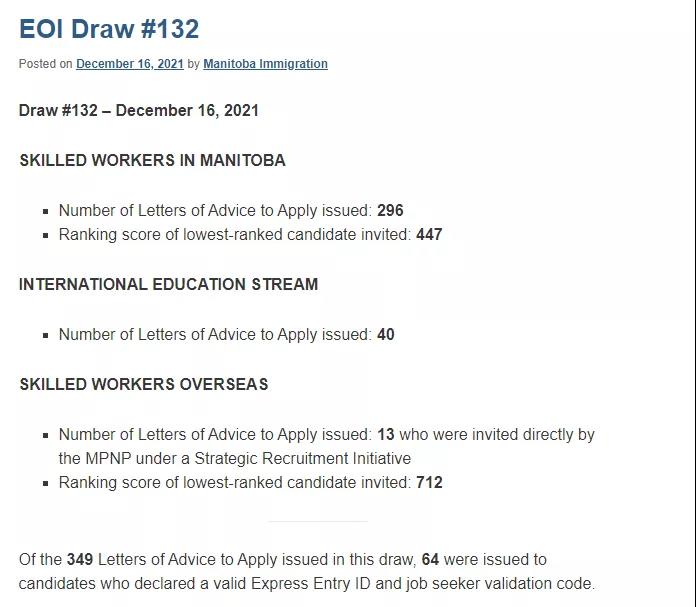 EOI Draw #132
Posted on December 16, 2021 by Manitoba Immigration
Draw #132 – December 16, 2021
SKILLED WORKERS IN MANITOBA
▪ Number of Letters of Advice to Apply issued: 296
▪ Ranking score of lowest-ranked candidate invited: 447
INTERNATIONAL EDUCATION STREAM
▪ Number of Letters of Advice to Apply issued: 40
SKILLED WORKERS OVERSEAS
▪ Number of Letters of Advice to Apply issued: 13 who were invited directly by
the MPNP under a Strategic Recruitment Initiative
▪ Ranking score of lowest-ranked candidate invited: 712
Of the 349 Letters of Advice to Apply issued in this draw, 64 were issued to
candidates who declared a valid Express Entry ID and job seeker validation code.